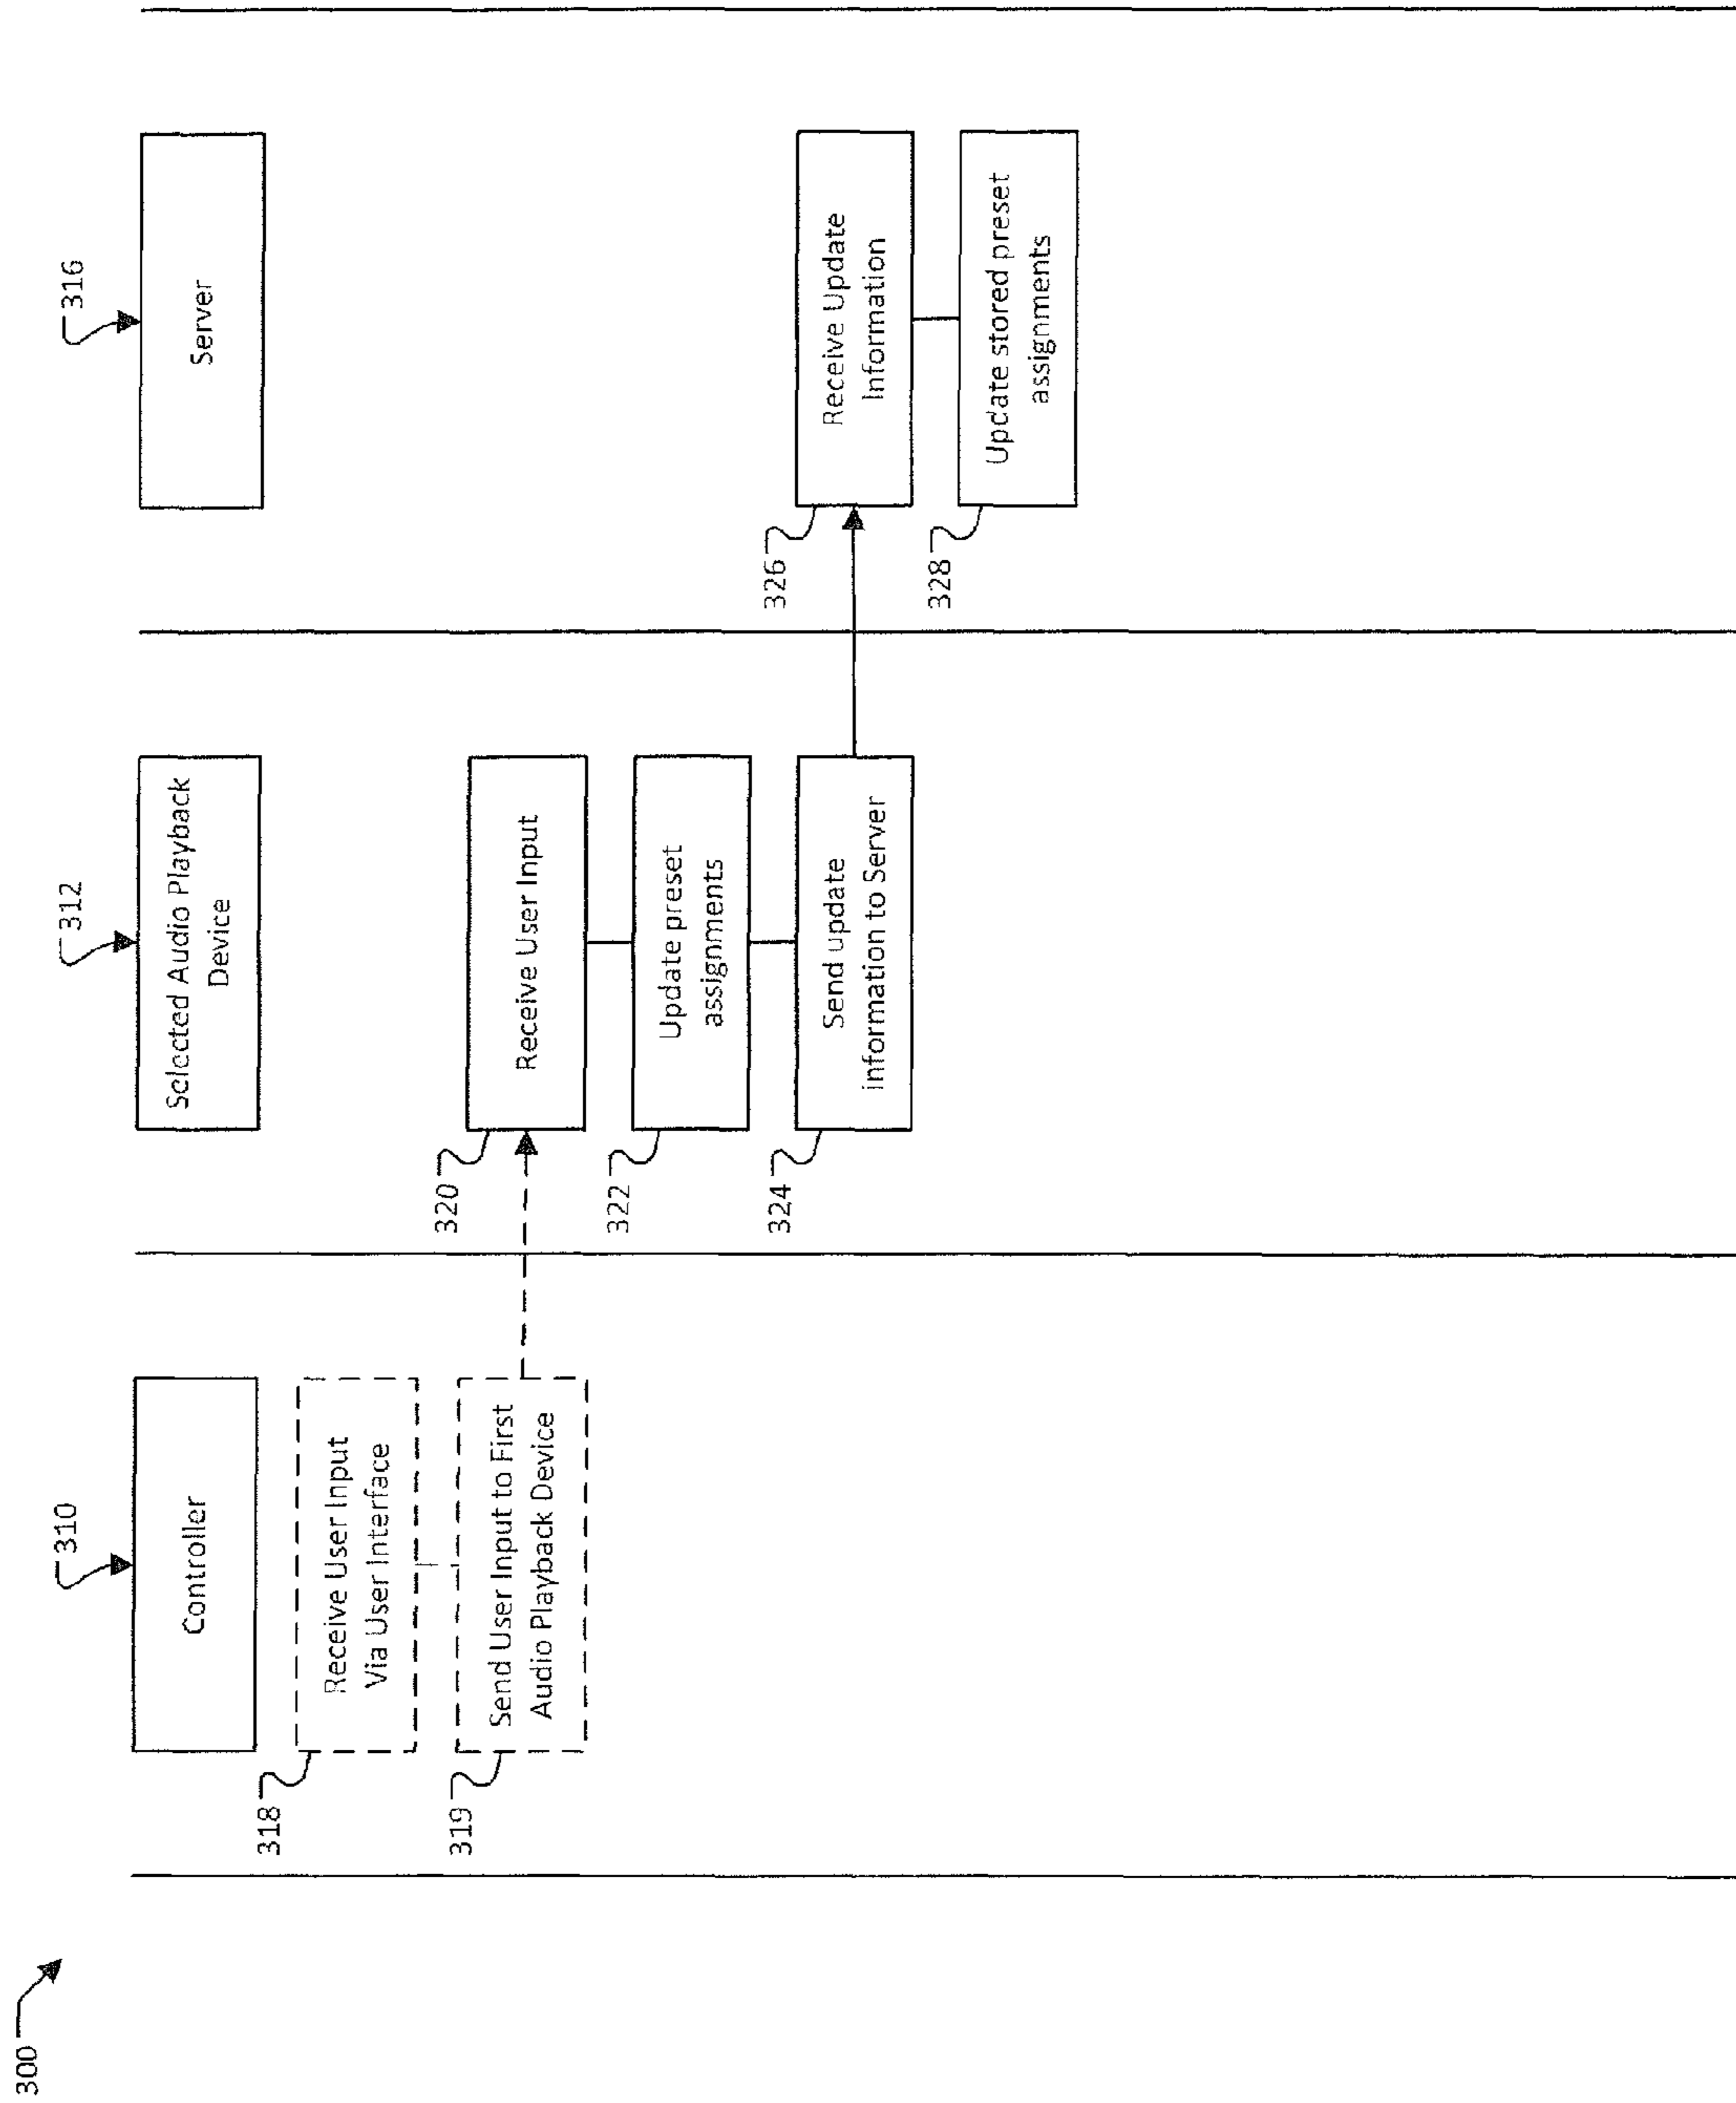 300
310
Controller
318
Receive User Input
Via User Interface
319
Send User Input to First
Audio Playback Device
312
Selected Audio Playback
Device
320
Receive User Input
322
Update preset
assignments
324
Send update
information to Server
316
Server
326
Receive Update
Information
328
Update stored preset
assignments